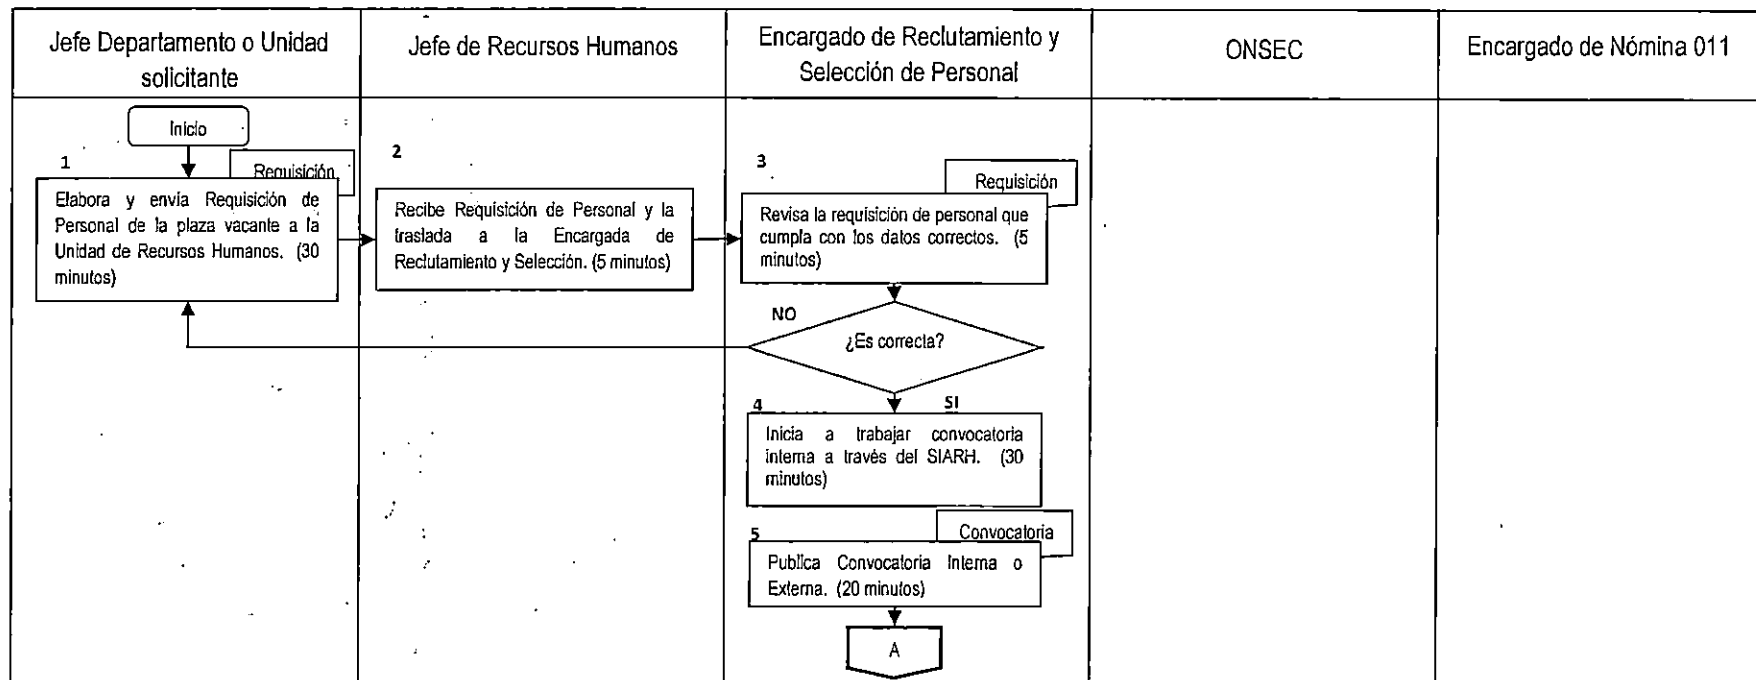 Jefe Departamento o Unidad
solicitante
Jefe de Recursos Humanos
Encargado de Reclutamiento y
Selección de Personal
ONSEC
Encargado de Nómina 011
Inicio
1
Requisición
Elabora y envía Requisición de
Personal de la plaza vacante a la
Unidad de Recursos Humanos. (30
minutos)
2
Recibe Requisición de Personal y la
traslada a la Encargada de
Reclutamiento y Selección. (5 minutos)
3
Requisición
Revisa la requisición de personal que
cumpla con los datos correctos. (5
minutos)
NO
¿Es correcta?
SI
4
Inicia a trabajar convocatoria
interna a través del SIARH. (30
minutos)
5
Convocatoria
Publica Convocatoria Interna o
Externa. (20 minutos)
A